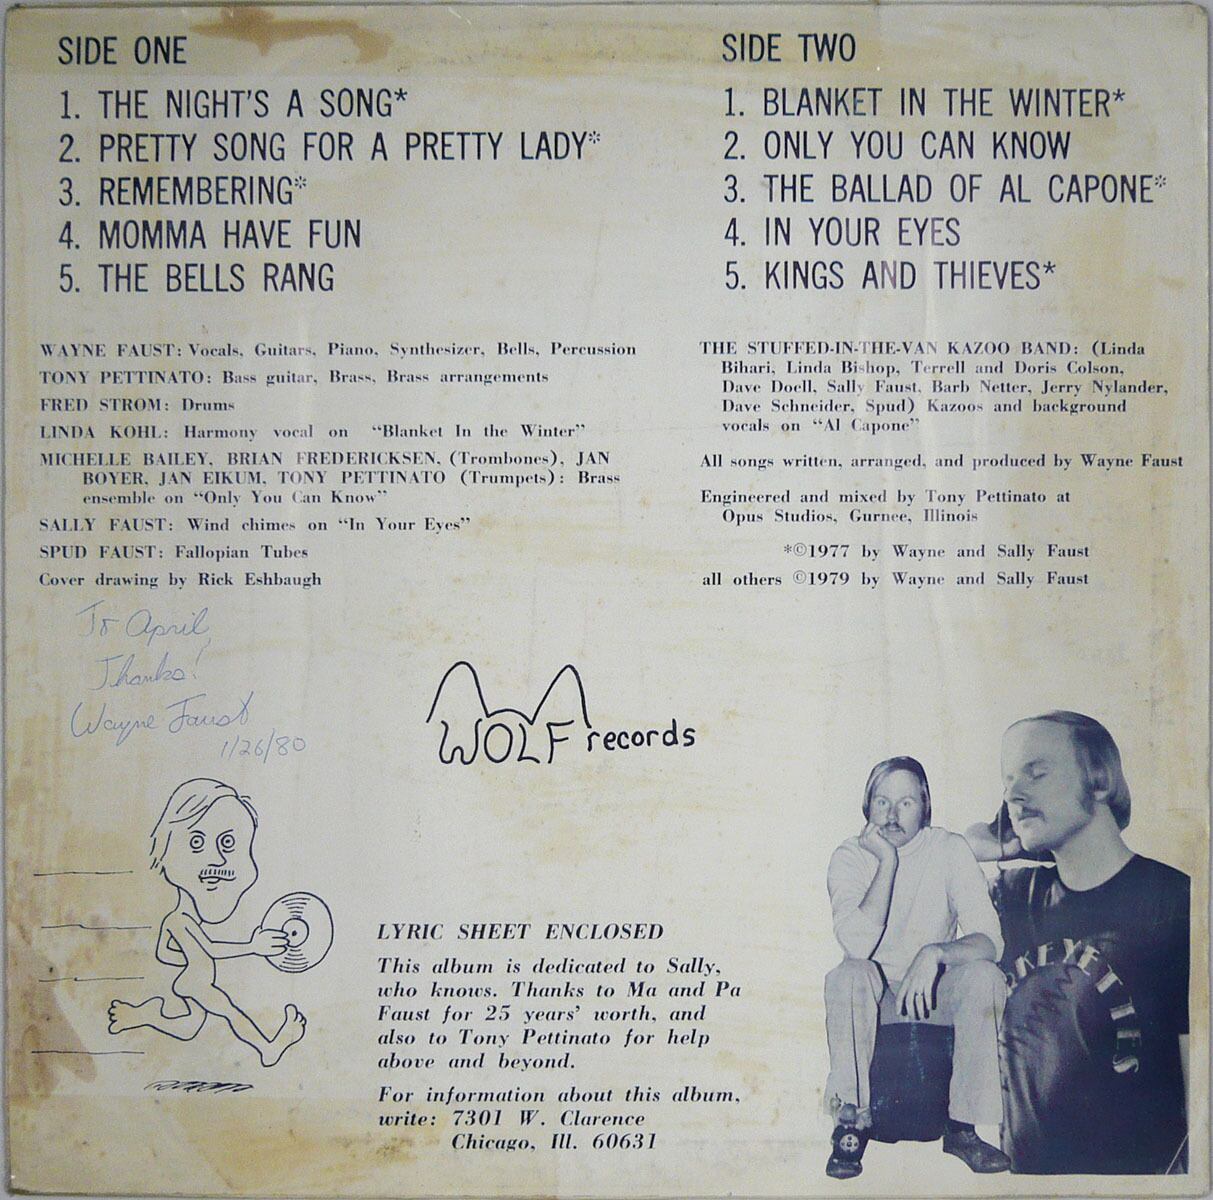 SIDE ONE
1. THE NIGHT'S A SONG*
2. PRETTY SONG FOR A PRETTY LADY*
3. REMEMBERING*
4. MOMMA HAVE FUN
5. THE BELLS RANG
SIDE TWO
1. BLANKET IN THE WINTER*
2. ONLY YOU CAN KNOW
3. THE BALLAD OF AL CAPONE*
4. IN YOUR EYES
5. KINGS AND THIEVES*
WAYNE FAUST: Vocals, Guitars, Piano, Synthesizer, Bells, Percussion
TONY PETTINATO: Bass guitar, Brass, Brass arrangements
FRED STROM: Drums
LINDA KOHL: Harmony vocal on "Blanket In the Winter"
MICHELLE BAILEY, BRIAN FREDERICKSEN, (Trombones), JAN
BOYER, JAN EIKUM, TONY PETTINATO (Trumpets): Brass
ensemble on "Only You Can Know"
SALLY FAUST: Wind chimes on "In Your Eyes"
SPUD FAUST: Fallopian Tubes
Cover drawing by Rick Eshbaugh
THE STUFFED-IN-THE-VAN KAZOO BAND: (Linda
Bihari, Linda Bishop, Terrell and Doris Colson,
Dave Doell, Sally Faust, Barb Netter, Jerry Nylander,
Dave Schneider, Spud) Kazoos and background
vocals on "Al Capone"
All songs written, arranged, and produced by Wayne Faust
Engineered and mixed by Tony Pettinato at
Opus Studios, Gurnee, Illinois
*©1977 by Wayne and Sally Faust
all others ©1979 by Wayne and Sally Faust
To April,
Thanks!
Wayne Faust
1/26/80
WOLF records
LYRIC SHEET ENCLOSED
This album is dedicated to Sally,
who knows. Thanks to Ma and Pa
Faust for 25 years' worth, and
also to Tony Pettinato for help
above and beyond.
For information about this album,
write: 7301 W. Clarence
Chicago, Ill. 60631